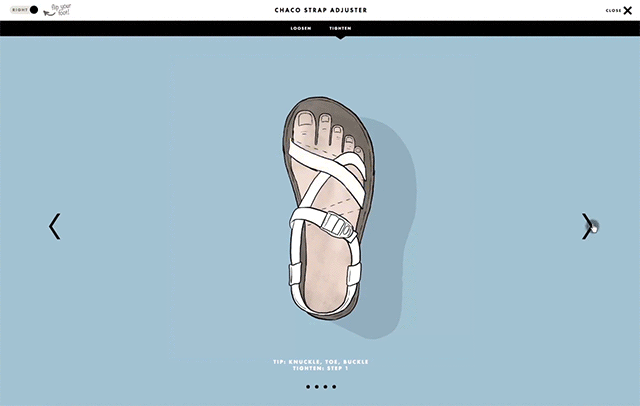 RIGHT
flip your
foot!
CHACO STRAP ADJUSTER
CLOSE
LOOSEN TIGHTEN
TIP: KNUCKLE, TOE, BUCKLE
TIGHTEN: STEP 1